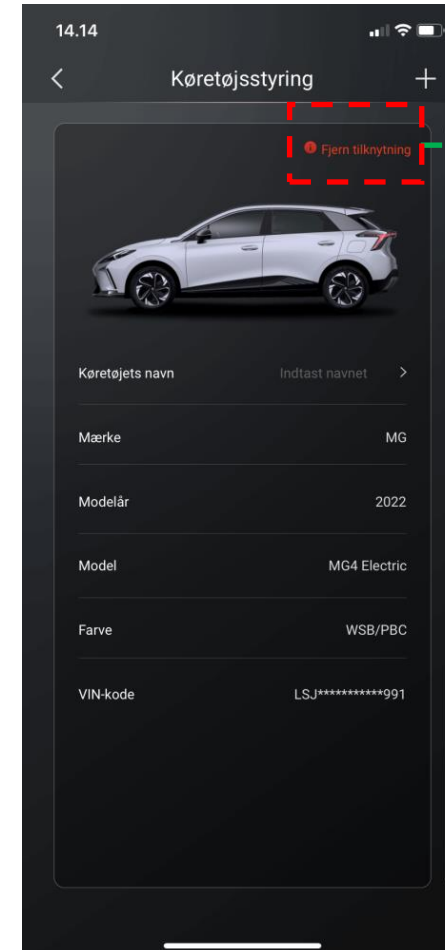 14.14
Køretøjsstyring
Fjern tilknytning
Køretøjets navn Indtast navnet
Mærke MG
Modelår 2022
Model MG4 Electric
Farve WSB/PBC
VIN-kode LSJ***********991